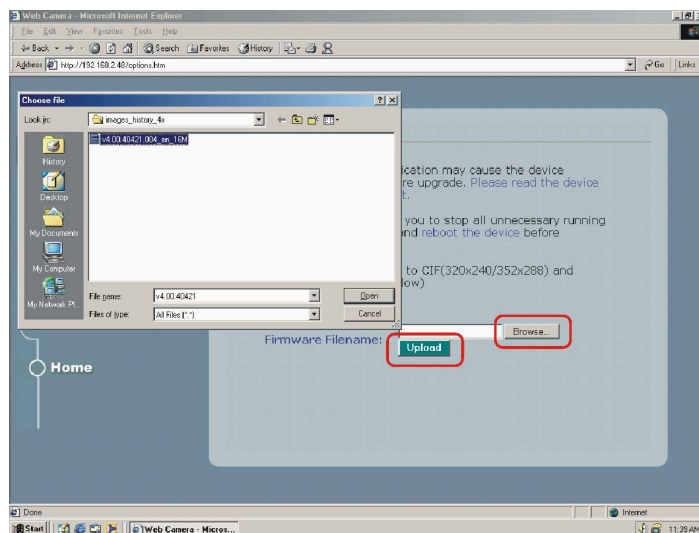 Web Camera - Microsoft Internet Explorer
File Edit View Favorites Tools Help
Back Search Favorites History
Address http://192.168.2.48/options.htm Go Links
Choose file
Look in: images_history_4x
v4.00.40421.004_en_16M
History
Desktop
My Documents
My Computer
My Network Pl...
File name: v4.00.40421 Open
Files of type: All Files (*.*) Cancel
ication may cause the device
re upgrade. Please read the device
t.
you to stop all unnecessary running
and reboot the device before
to CIF(320x240/352x288) and
low)
Browse...
Firmware Filename:
Upload
Home
Done Internet
Start Web Camera - Micros... 11:39 AM